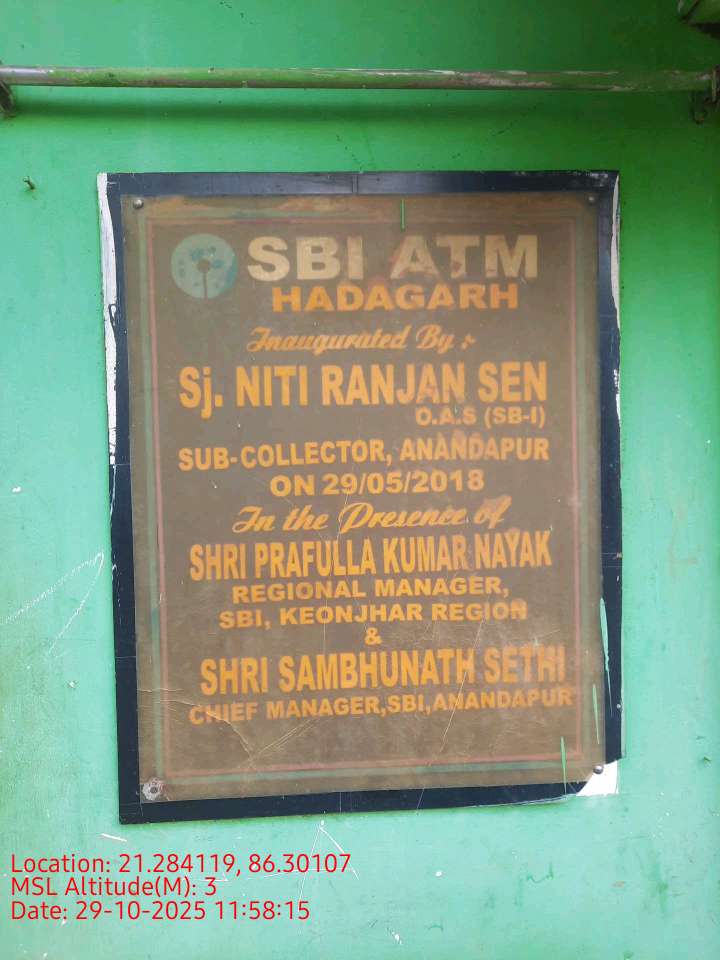 SBI ATM
HADAGARH
Inaugurated By :-
Sj. NITI RANJAN SEN
O.A.S (SB-I)
SUB-COLLECTOR, ANANDAPUR
ON 29/05/2018
In the Presence of
SHRI PRAFULLA KUMAR NAYAK
REGIONAL MANAGER,
SBI, KEONJHAR REGION
&
SHRI SAMBHUNATH SETHI
CHIEF MANAGER,SBI,ANANDAPUR
Location: 21.284119, 86.30107
MSL Altitude(M): 3
Date: 29-10-2025 11:58:15